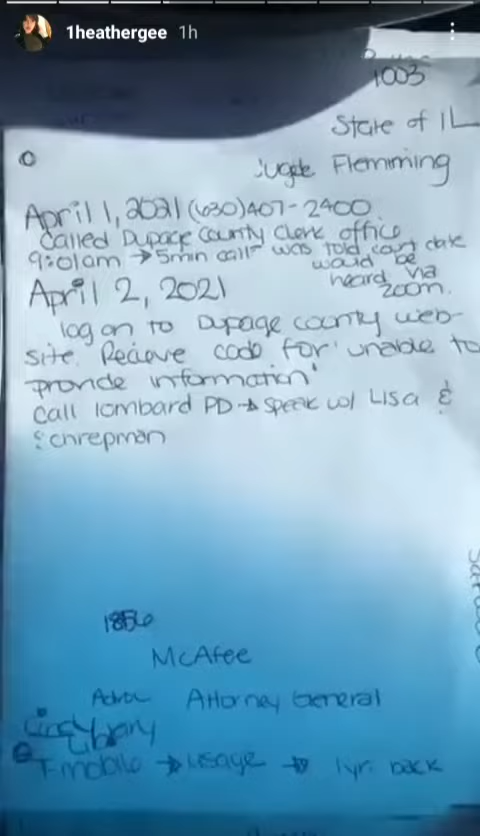 1heathergee 1h
1003
State of IL
Flemming
April 1, 2021 (630)407-2400
Called Dupage County Clerk office
9:01am → 5min call was told court date
would be
heard via
zoom.
April 2, 2021
log on to Dupage county web-
site. Recieve code for 'unable to
provide information'
Call lombard PD → speek w/ Lisa &
Schrepman
1856
McAfee
Attorney General
Library
T-mobile → usage → 1yr. back